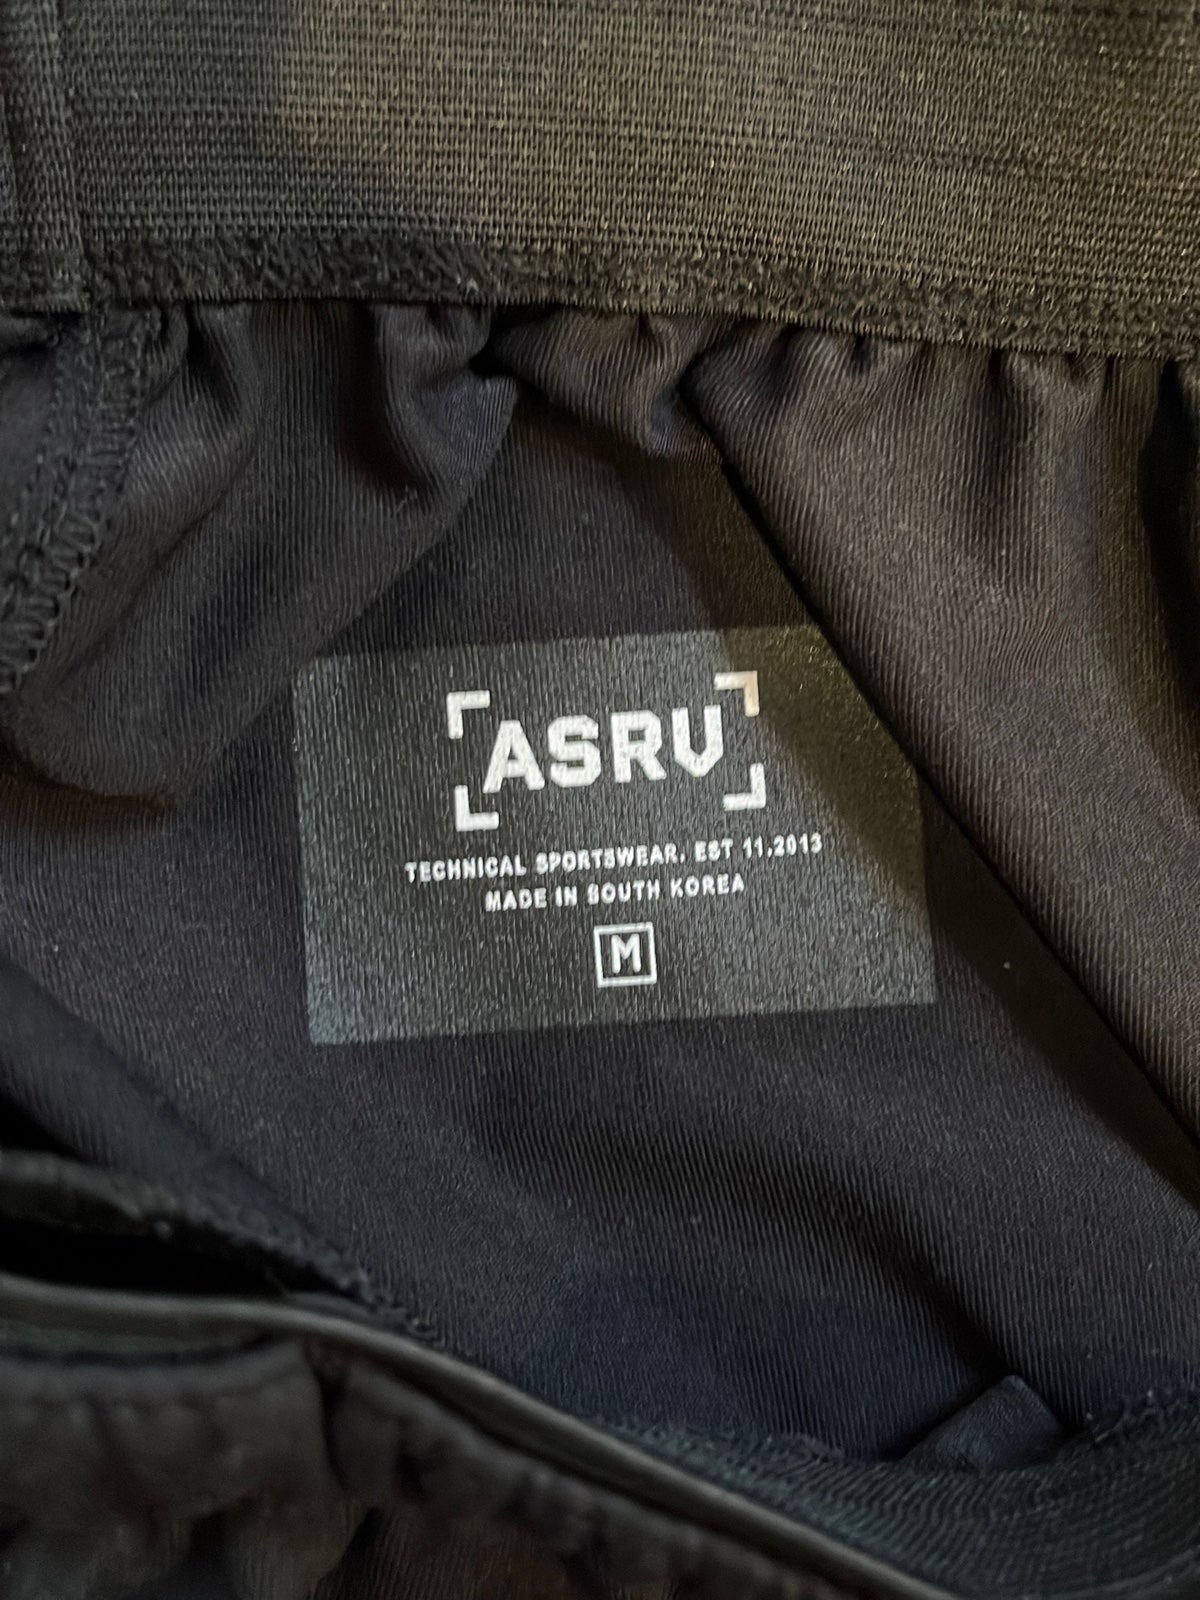 ASRV
TECHNICAL SPORTSWEAR. EST 11.2013
MADE IN SOUTH KOREA
M